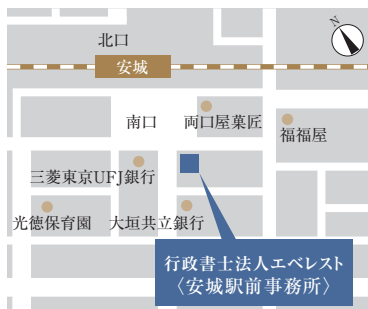 N
北口
安城
南口
両口屋菓匠
福福屋
三菱東京UFJ銀行
光徳保育園
大垣共立銀行
行政書士法人エベレスト
〈安城駅前事務所〉